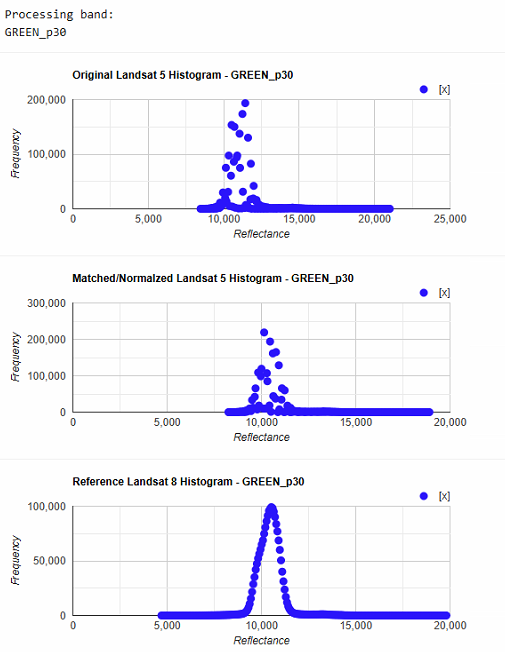 Processing band:
GREEN_p30
Original Landsat 5 Histogram - GREEN_p30
[x]
200,000
100,000
0
Frequency
0 5,000 10,000 15,000 20,000 25,000
Reflectance
Matched/Normalzed Landsat 5 Histogram - GREEN_p30
[x]
300,000
200,000
100,000
0
Frequency
0 5,000 10,000 15,000 20,000
Reflectance
Reference Landsat 8 Histogram - GREEN_p30
[x]
100,000
50,000
0
Frequency
0 5,000 10,000 15,000 20,000
Reflectance